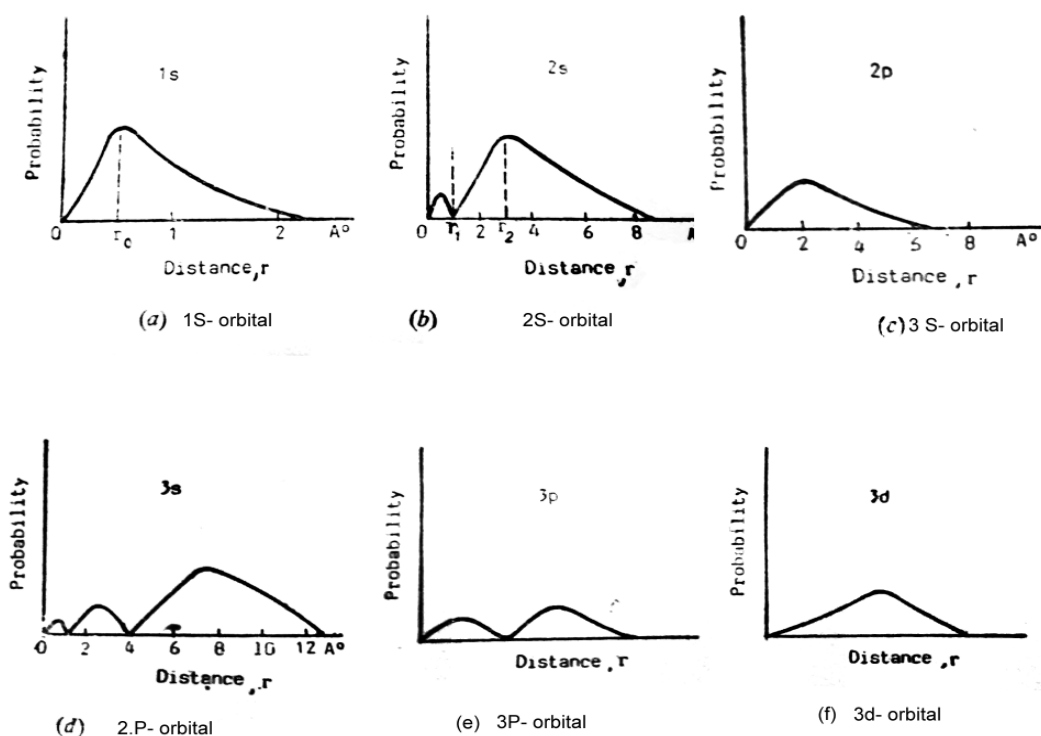 1s
Probability
0 r₀ 1 2 A°
Distance,r
(a) 1S- orbital
2s
Probability
0 r₁ 2 r₂ 4 6 8 A
Distance,r
(b) 2S- orbital
2p
Probability
0 2 4 6 8 A°
Distance ,r
(c) 3 S- orbital
3s
Probability
0 2 4 6 8 10 12 A°
Distance ,.r
(d) 2.P- orbital
3p
Probability
Distance ,r
(e) 3P- orbital
3d
Probability
Distance ,r
(f) 3d- orbital